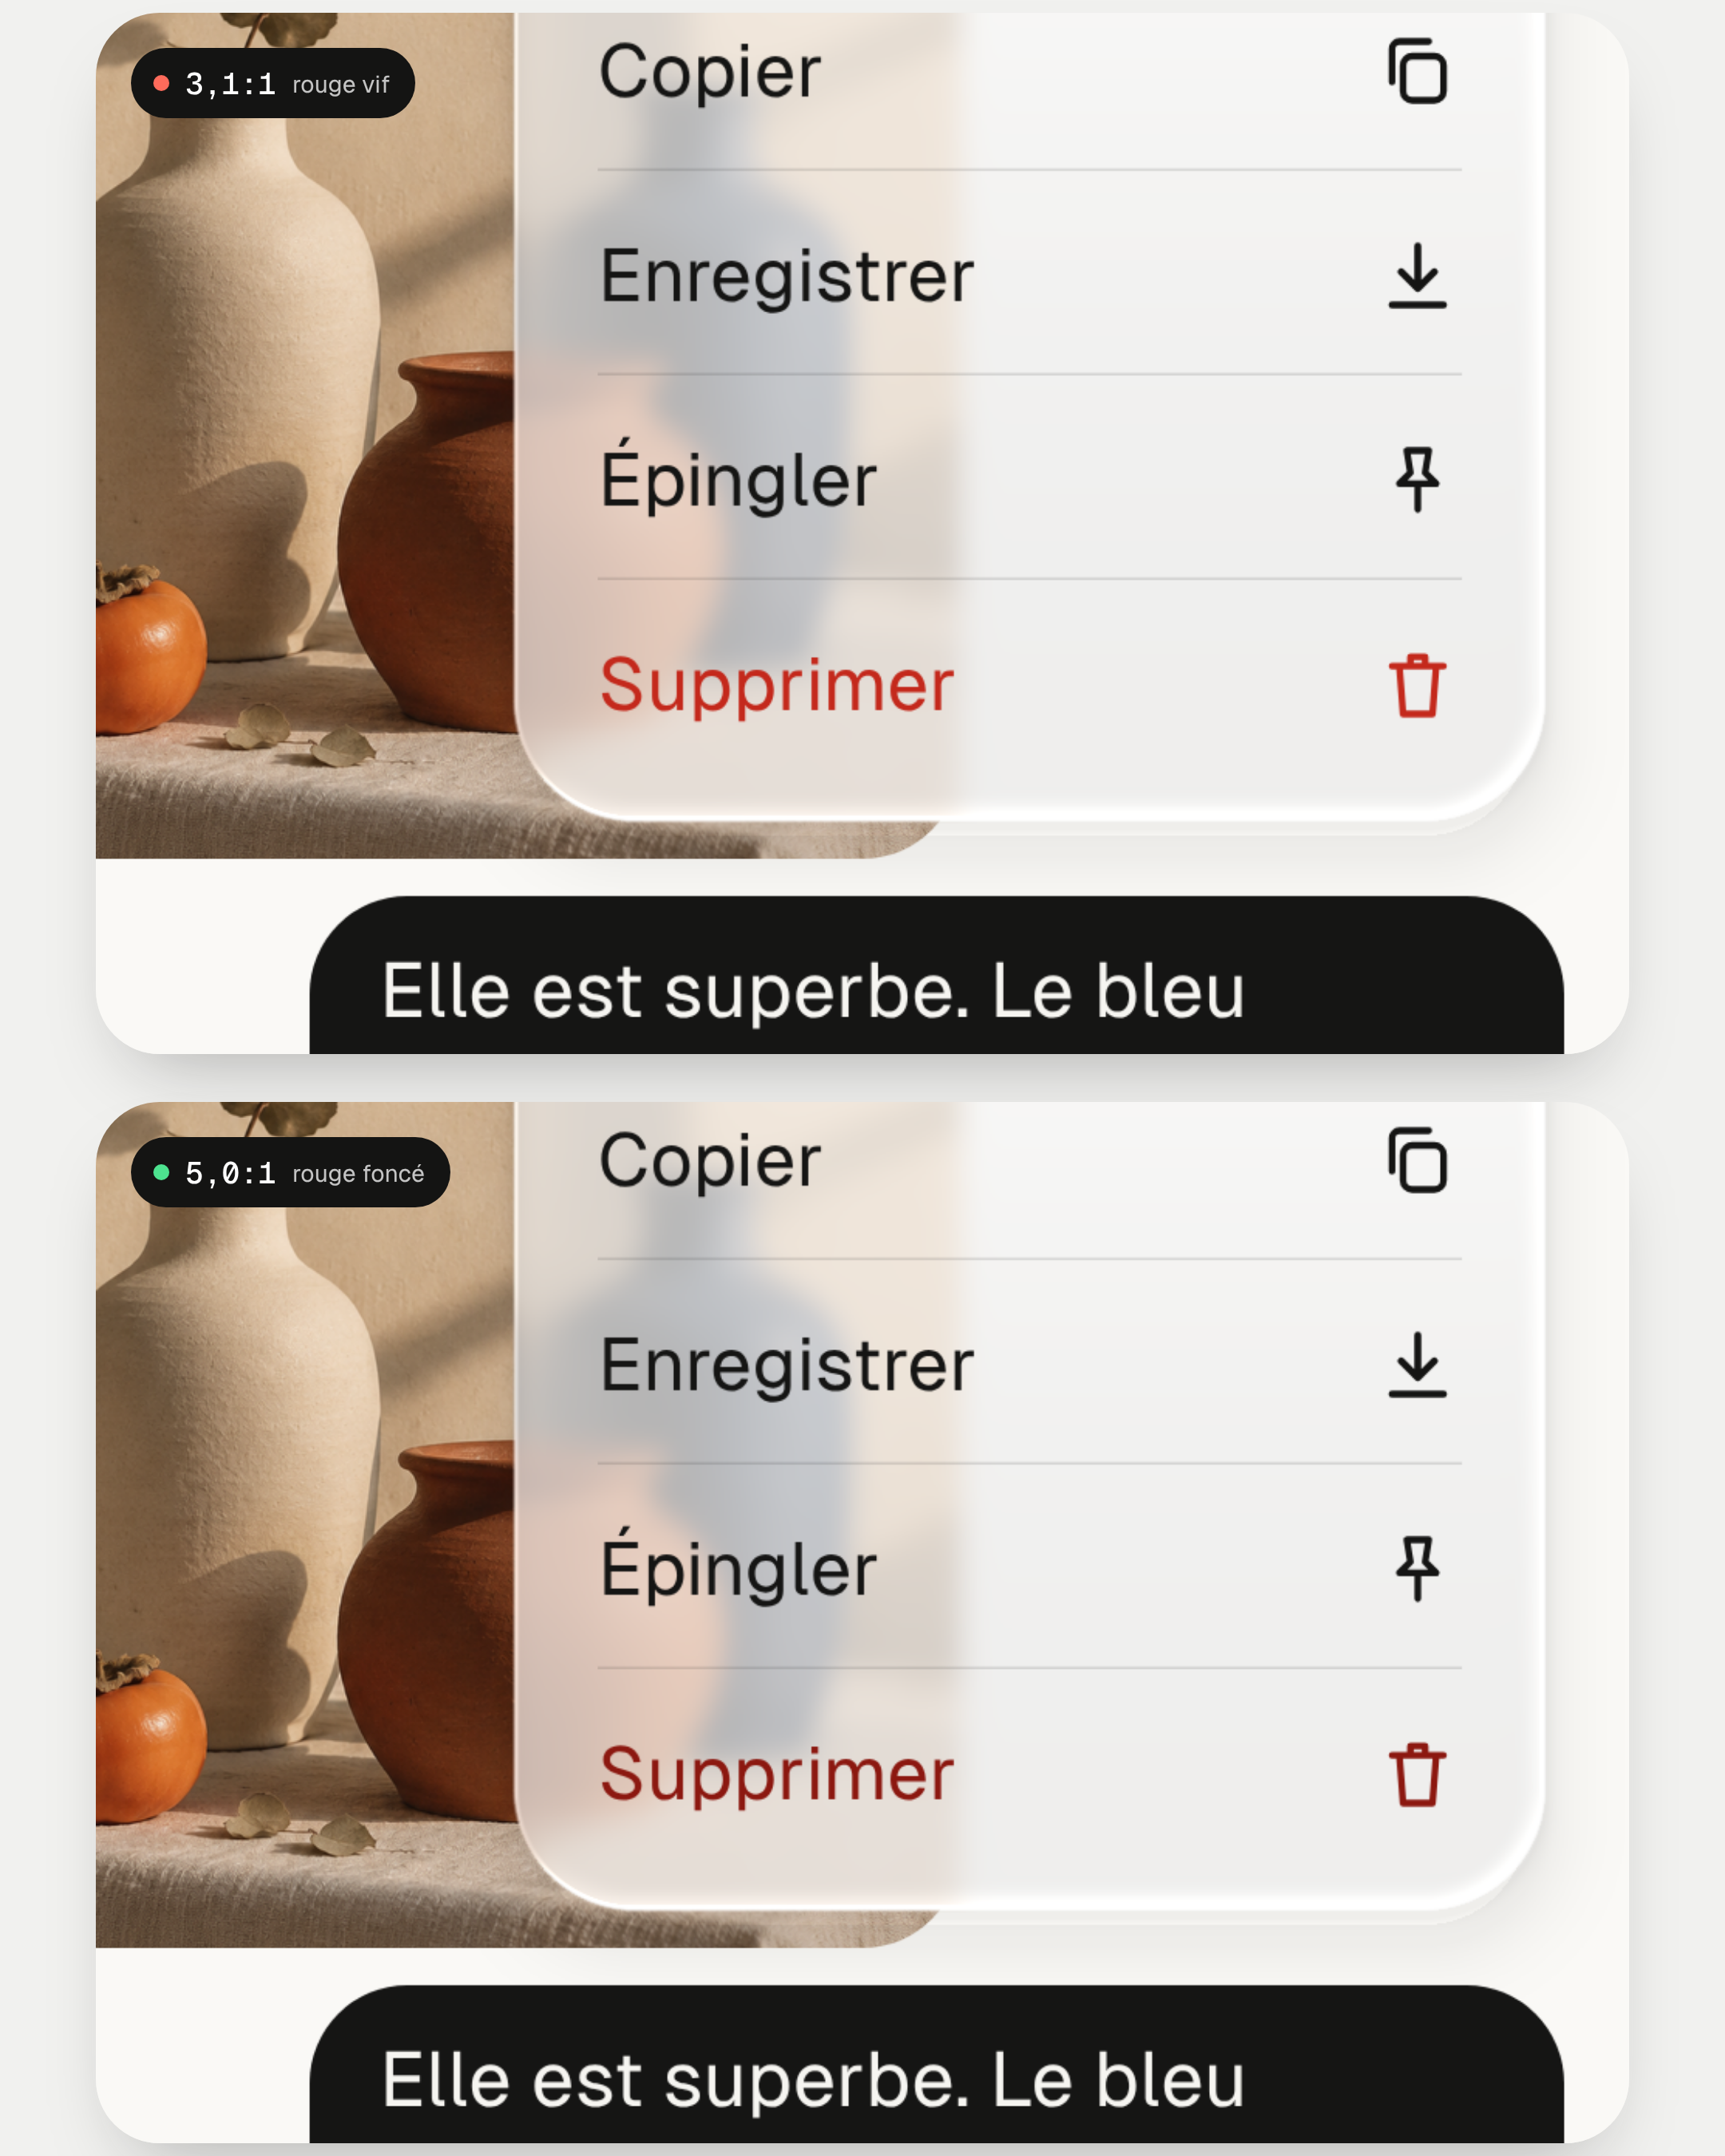 3,1:1 rouge vif
Copier
Enregistrer
Épingler
Supprimer
Elle est superbe. Le bleu
5,0:1 rouge foncé
Copier
Enregistrer
Épingler
Supprimer
Elle est superbe. Le bleu